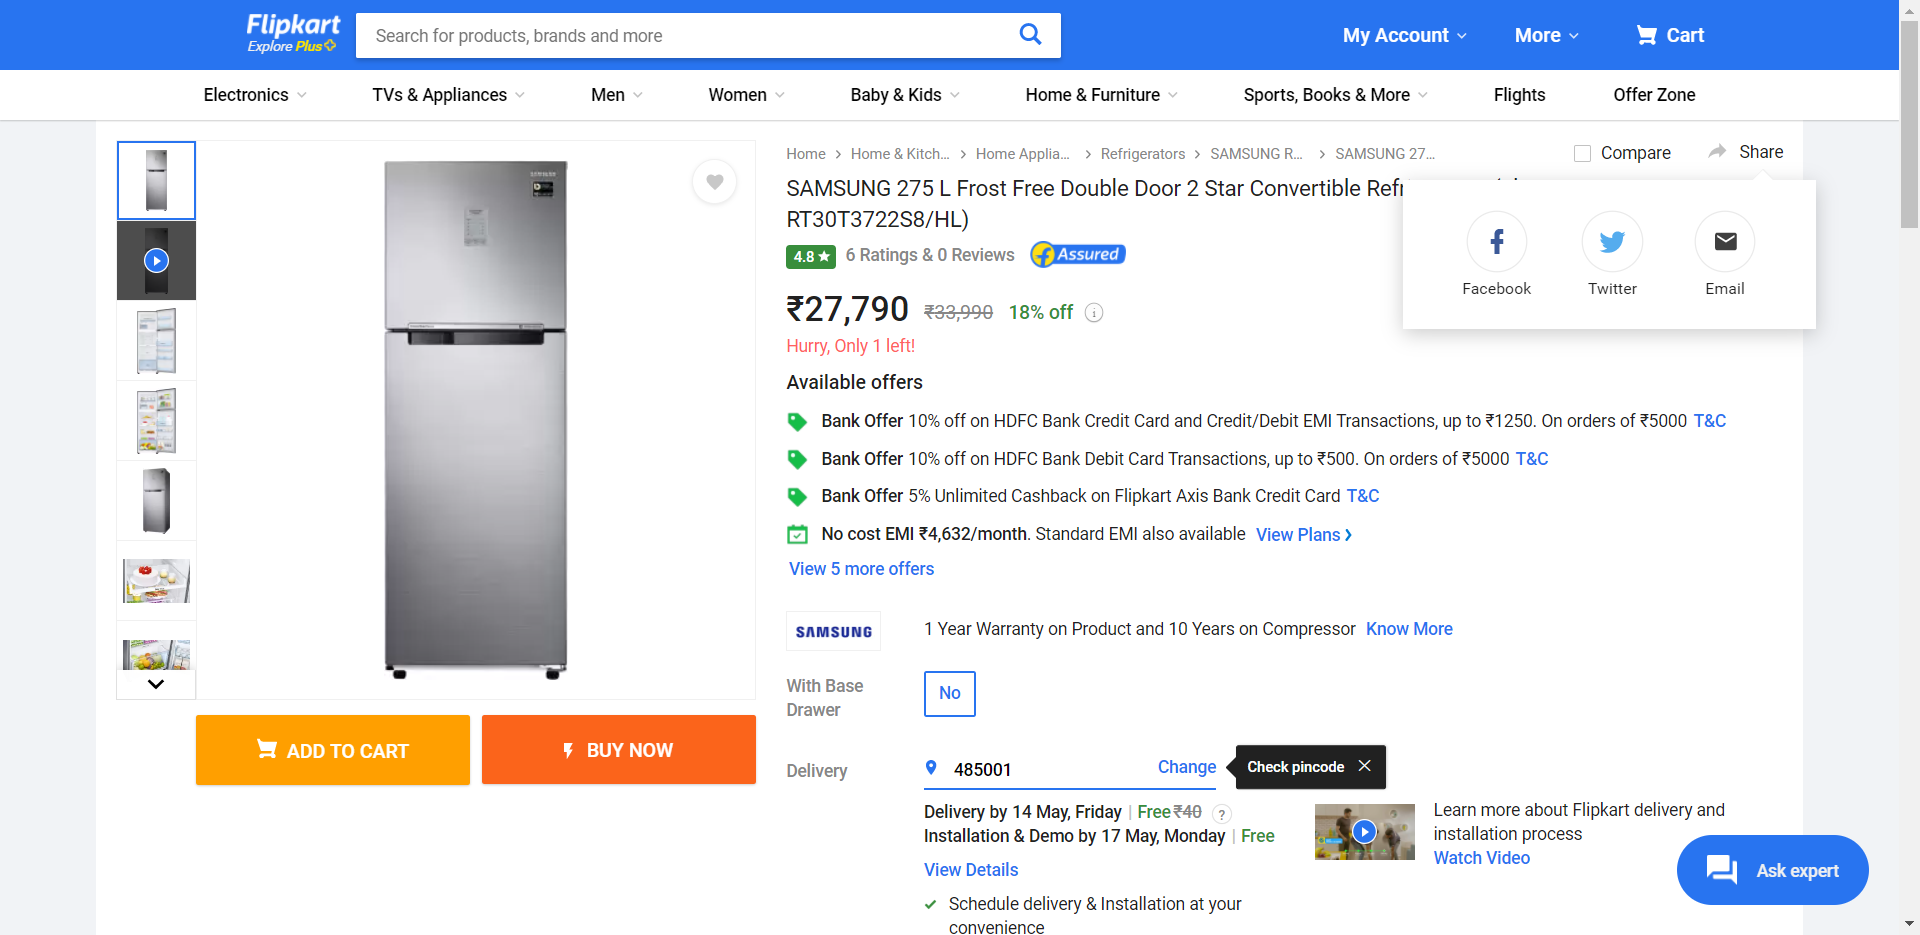 Flipkart
Explore Plus
Search for products, brands and more
My Account
More
Cart
Electronics
TVs & Appliances
Men
Women
Baby & Kids
Home & Furniture
Sports, Books & More
Flights
Offer Zone
Home
Home & Kitch...
Home Applia...
Refrigerators
SAMSUNG R...
SAMSUNG 27...
Compare
Share
SAMSUNG 275 L Frost Free Double Door 2 Star Convertible
RT30T3722S8/HL)
Facebook
Twitter
Email
4.8
6 Ratings & 0 Reviews
Assured
₹27,790
₹33,990
18% off
Hurry, Only 1 left!
Available offers
Bank Offer 10% off on HDFC Bank Credit Card and Credit/Debit EMI Transactions, up to ₹1250. On orders of ₹5000 T&C
Bank Offer 10% off on HDFC Bank Debit Card Transactions, up to ₹500. On orders of ₹5000 T&C
Bank Offer 5% Unlimited Cashback on Flipkart Axis Bank Credit Card T&C
No cost EMI ₹4,632/month. Standard EMI also available View Plans
View 5 more offers
SAMSUNG
1 Year Warranty on Product and 10 Years on Compressor Know More
With Base
Drawer
No
ADD TO CART
BUY NOW
Delivery
485001
Change
Check pincode
Delivery by 14 May, Friday | Free ₹40 ?
Installation & Demo by 17 May, Monday | Free
View Details
Schedule delivery & Installation at your
convenience
Learn more about Flipkart delivery and
installation process
Watch Video
Ask expert